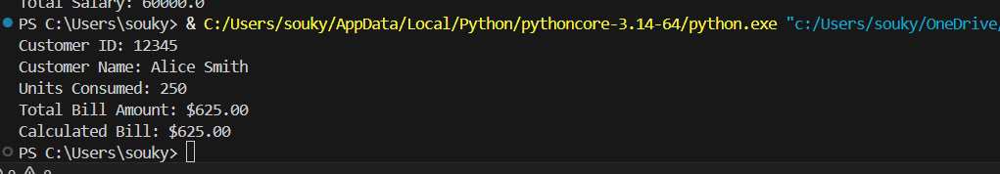 Total Salary: 60000.0
PS C:\Users\souky> & C:/Users/souky/AppData/Local/Python/pythoncore-3.14-64/python.exe "c:/Users/souky/OneDrive/
Customer ID: 12345
Customer Name: Alice Smith
Units Consumed: 250
Total Bill Amount: $625.00
Calculated Bill: $625.00
PS C:\Users\souky>